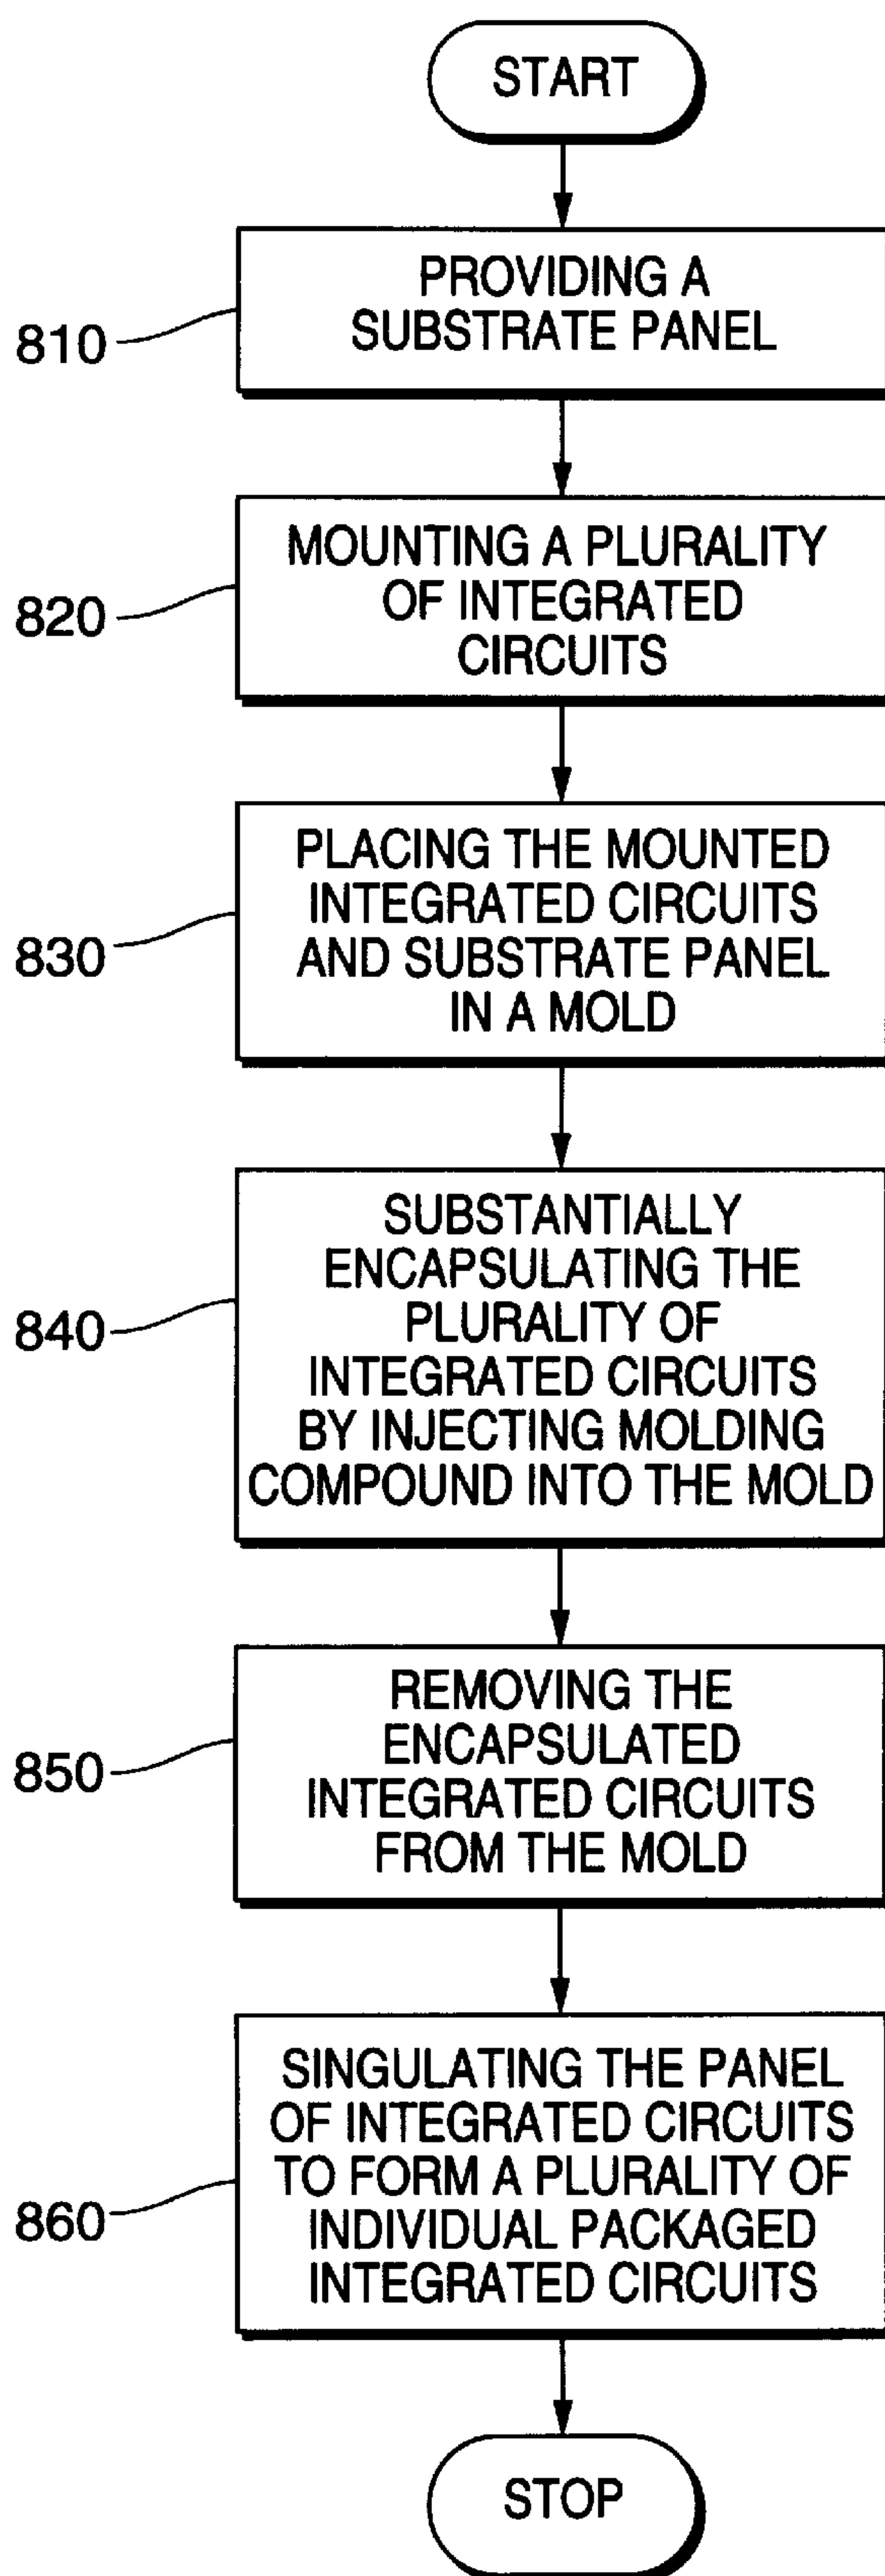 START
810
PROVIDING A
SUBSTRATE PANEL
820
MOUNTING A PLURALITY
OF INTEGRATED
CIRCUITS
830
PLACING THE MOUNTED
INTEGRATED CIRCUITS
AND SUBSTRATE PANEL
IN A MOLD
840
SUBSTANTIALLY
ENCAPSULATING THE
PLURALITY OF
INTEGRATED CIRCUITS
BY INJECTING MOLDING
COMPOUND INTO THE MOLD
850
REMOVING THE
ENCAPSULATED
INTEGRATED CIRCUITS
FROM THE MOLD
860
SINGULATING THE PANEL
OF INTEGRATED CIRCUITS
TO FORM A PLURALITY OF
INDIVIDUAL PACKAGED
INTEGRATED CIRCUITS
STOP